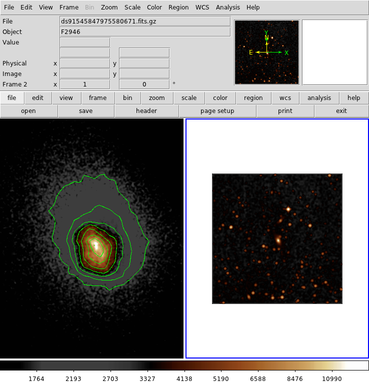 File Edit View Frame Bin Zoom Scale Color Region WCS Analysis Help
File ds91545847975580671.fits.gz
Object F2946
Value
Physical x y
Image x y
Frame 2 x 1 0 °
Y
E X
file edit view frame bin zoom scale color region wcs analysis help
open save header page setup print exit
1764 2193 2703 3327 4138 5190 6588 8476 10990